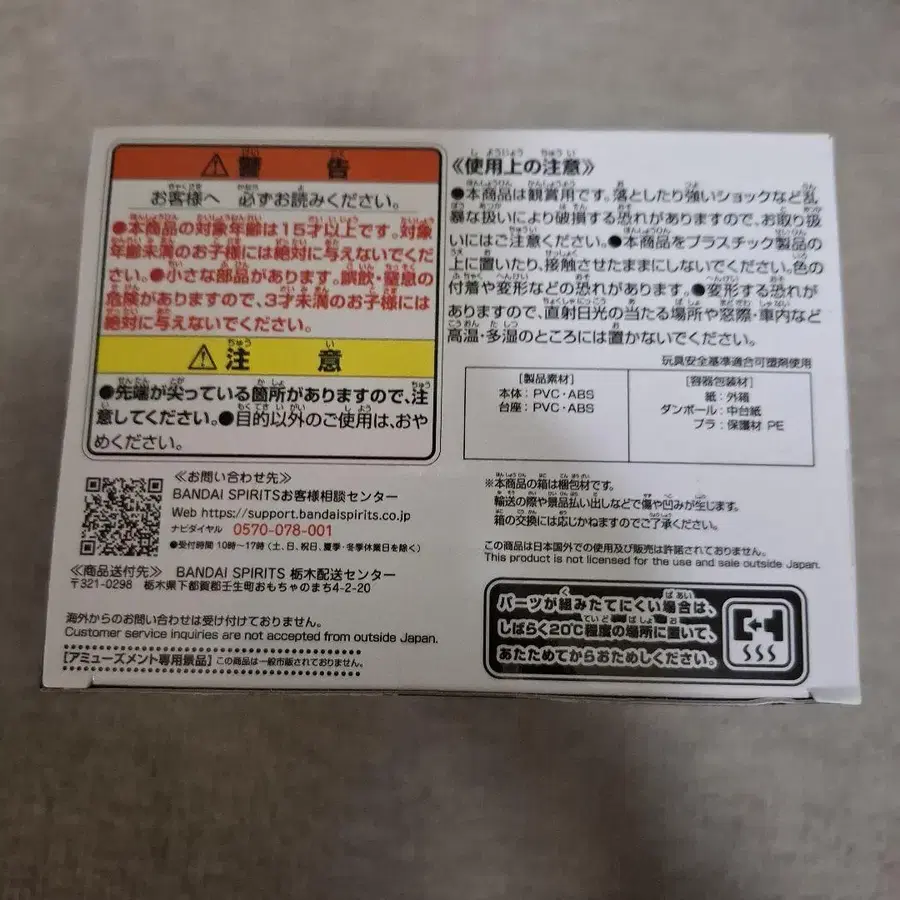 ⚠警告
お客様へ 必ずお読みください。
●本商品の対象年齢は15才以上です。対象
年齢未満のお子様には絶対に与えないでくだ
さい。●小さな部品があります。誤飲・窒息の
危険がありますので、3才未満のお子様には
絶対に与えないでください。
⚠注意
●先端が尖っている箇所がありますので、注
意してください。●目的以外のご使用は、おや
めください。
《お問い合わせ先》
BANDAI SPIRITSお客様相談センター
Web https://support.bandaispirits.co.jp
ナビダイヤル 0570-078-001
●受付時間 10時~17時(土、日、祝日、夏季・冬季休業日を除く)
《商品送付先》 BANDAI SPIRITS 栃木配送センター
〒321-0298 栃木県下都賀郡壬生町おもちゃのまち4-2-20
海外からのお問い合わせは受け付けておりません。
Customer service inquiries are not accepted from outside Japan.
【アミューズメント専用景品】この商品は一般市販されておりません。
《使用上の注意》
●本商品は観賞用です。落としたり強いショックなど乱
暴な扱いにより破損する恐れがありますので、お取り扱
いにはご注意ください。●本商品をプラスチック製品の
上に置いたり、接触させたままにしないでください。色の
付着や変形などの恐れがあります。●変形する恐れが
ありますので、直射日光の当たる場所や窓際・車内など
高温・多湿のところには置かないでください。
玩具安全基準適合可塑剤使用
[製品素材]
本体:PVC・ABS
台座:PVC・ABS
[容器包装材]
紙:外箱
ダンボール:中台紙
プラ:保護材 PE
※本商品の箱は梱包材です。
輸送の際や景品払い出しなどで傷や凹みが生じます。
箱の交換には応じかねますのでご了承ください。
この商品は日本国外での使用及び販売は許諾されておりません。
This product is not licensed for the use and sale outside Japan.
パーツが組みたてにくい場合は、
しばらく20℃程度の場所に置いて、
あたためてからおためしください。